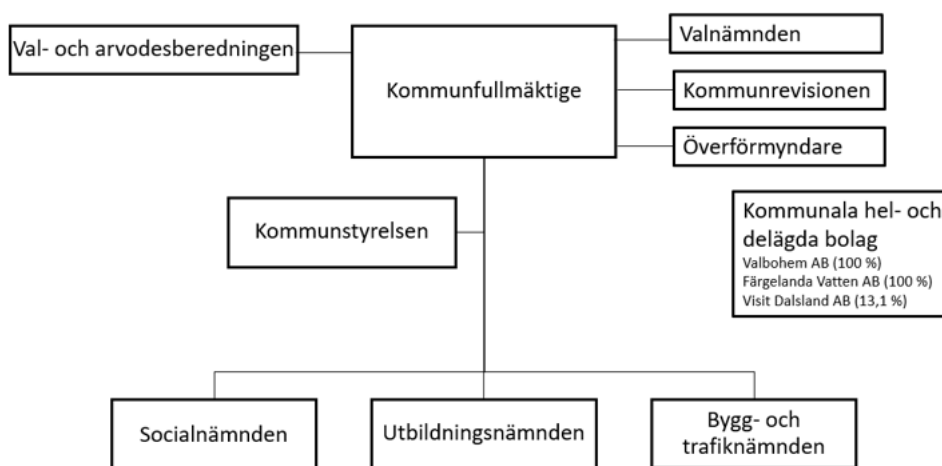 Val- och arvodesberedningen
Kommunfullmäktige
Valnämnden
Kommunrevisionen
Överförmyndare
Kommunstyrelsen
Kommunala hel- och
delägda bolag
Valbohem AB (100 %)
Färgelanda Vatten AB (100 %)
Visit Dalsland AB (13,1 %)
Socialnämnden
Utbildningsnämnden
Bygg- och
trafiknämnden